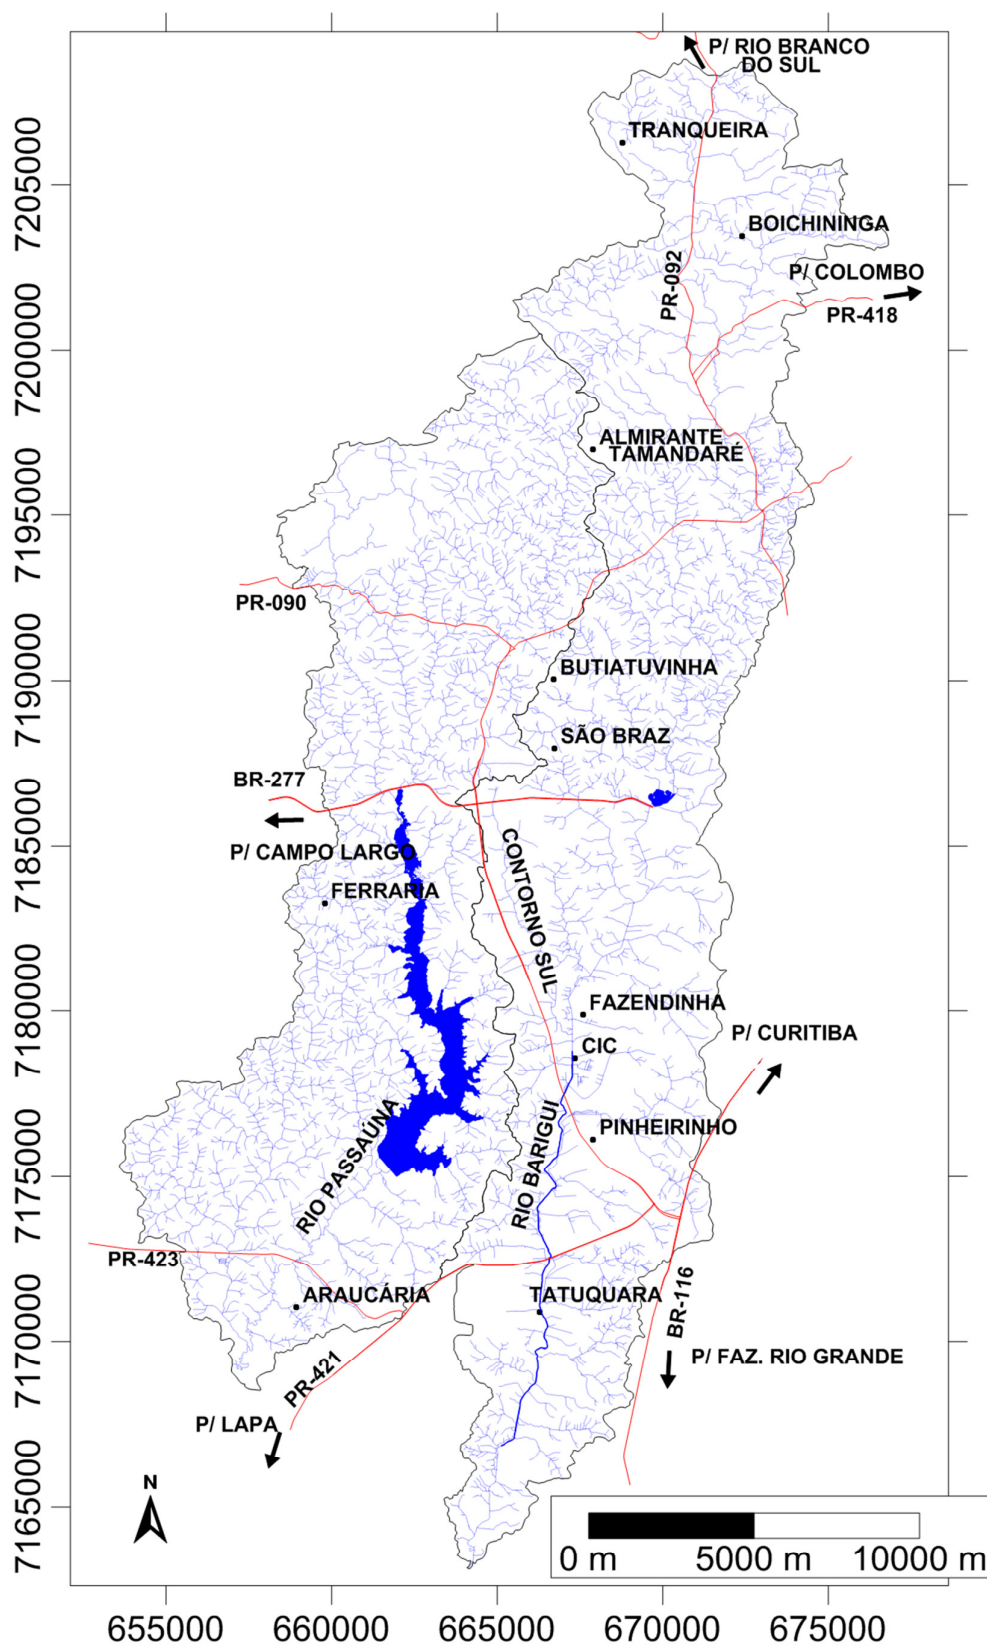 P/ RIO BRANCO
DO SUL
TRANQUEIRA
7205000
BOICHININGA
P/ COLOMBO
PR-092
PR-418
7200000
ALMIRANTE
TAMANDARÉ
7195000
PR-090
BUTIATUVINHA
7190000
SÃO BRAZ
BR-277
7185000
P/ CAMPO LARGO
CONTORNO SUL
FERRARIA
7180000
FAZENDINHA
P/ CURITIBA
CIC
PINHEIRINHO
RIO PASSAÚNA
RIO BARIGUI
7175000
PR-423
ARAUCÁRIA
TATUQUARA
BR-116
7170000
P/ FAZ. RIO GRANDE
PR-421
P/ LAPA
N
7165000
0 m 5000 m 10000 m
655000 660000 665000 670000 675000